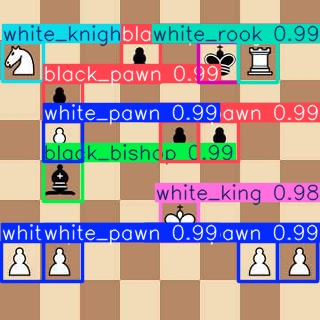 white_knigh bla white_rook 0.99
black_pawn 0.99
white_pawn 0.99 awn 0.99
black_bishop 0.99
white_king 0.98
whit white_pawn 0.99 awn 0.99